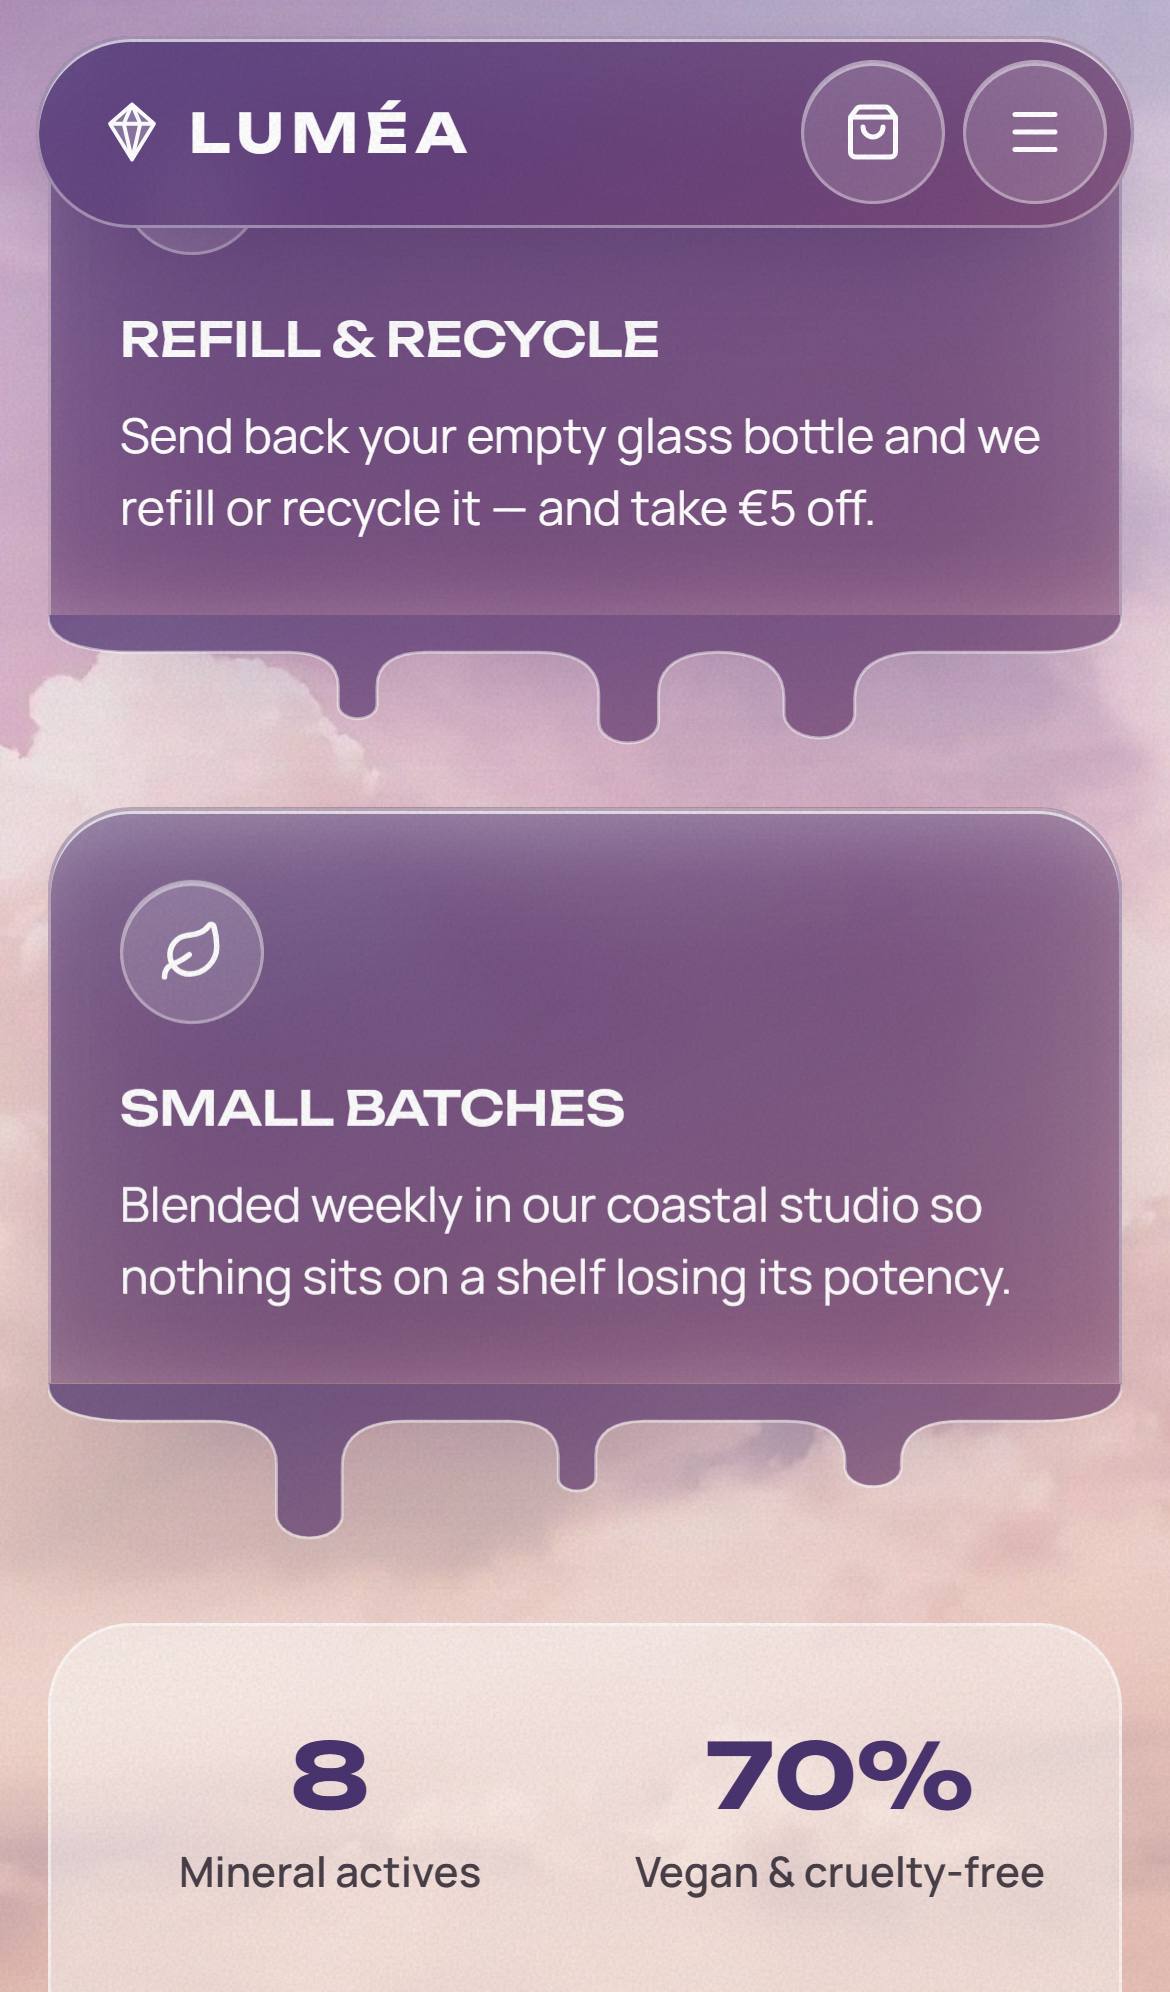 LUMÉA
REFILL & RECYCLE
Send back your empty glass bottle and we
refill or recycle it — and take €5 off.
SMALL BATCHES
Blended weekly in our coastal studio so
nothing sits on a shelf losing its potency.
8
70%
Mineral actives
Vegan & cruelty-free